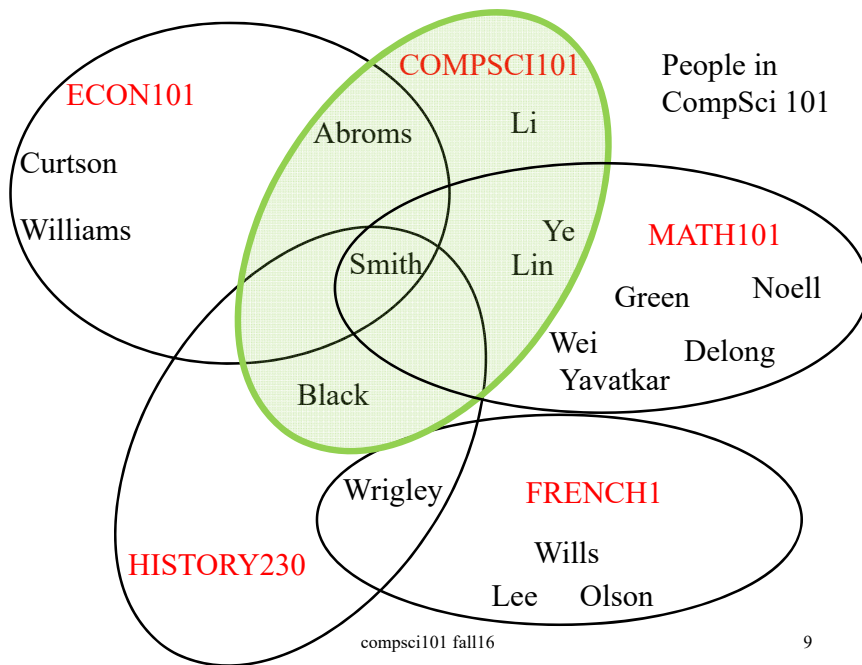 COMPSCI101
People in
CompSci 101
ECON101
Abroms
Li
Curtson
Williams
Ye
MATH101
Smith
Lin
Green
Noell
Wei
Delong
Yavatkar
Black
Wrigley
FRENCH1
HISTORY230
Wills
Lee
Olson
compsci101 fall16
9